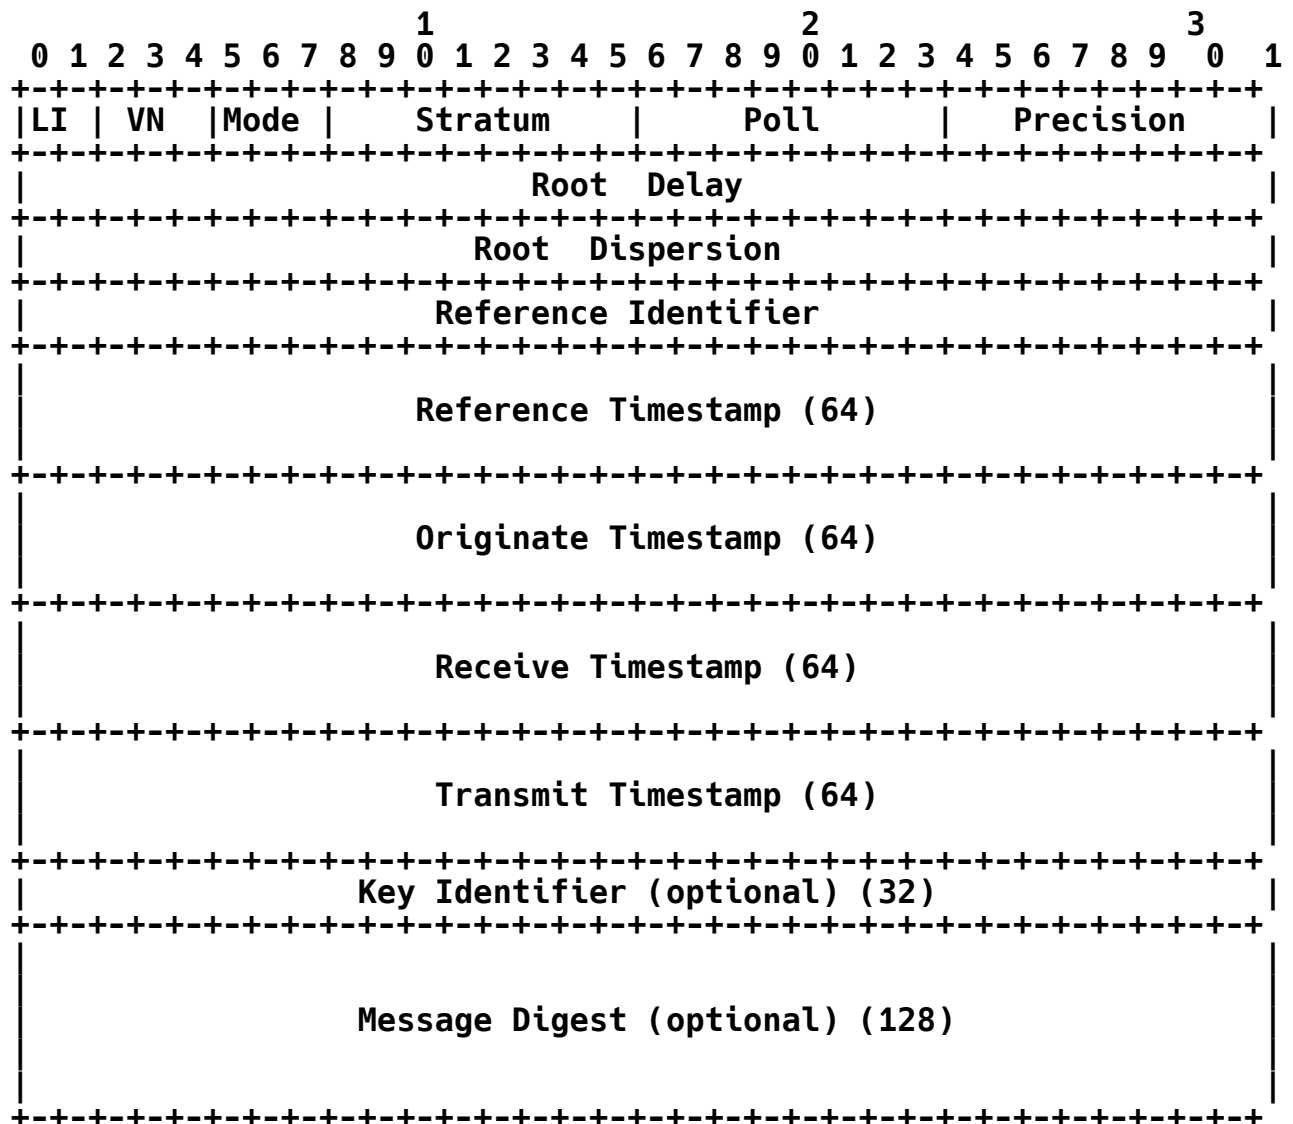 1                   2                   3
 0 1 2 3 4 5 6 7 8 9 0 1 2 3 4 5 6 7 8 9 0 1 2 3 4 5 6 7 8 9  0  1
+-+-+-+-+-+-+-+-+-+-+-+-+-+-+-+-+-+-+-+-+-+-+-+-+-+-+-+-+-+-+-+-+
|LI | VN  |Mode |    Stratum    |     Poll      |   Precision    |
+-+-+-+-+-+-+-+-+-+-+-+-+-+-+-+-+-+-+-+-+-+-+-+-+-+-+-+-+-+-+-+-+
|                          Root  Delay                           |
+-+-+-+-+-+-+-+-+-+-+-+-+-+-+-+-+-+-+-+-+-+-+-+-+-+-+-+-+-+-+-+-+
|                       Root  Dispersion                         |
+-+-+-+-+-+-+-+-+-+-+-+-+-+-+-+-+-+-+-+-+-+-+-+-+-+-+-+-+-+-+-+-+
|                     Reference Identifier                       |
+-+-+-+-+-+-+-+-+-+-+-+-+-+-+-+-+-+-+-+-+-+-+-+-+-+-+-+-+-+-+-+-+
|                                                                |
|                    Reference Timestamp (64)                    |
|                                                                |
+-+-+-+-+-+-+-+-+-+-+-+-+-+-+-+-+-+-+-+-+-+-+-+-+-+-+-+-+-+-+-+-+
|                                                                |
|                    Originate Timestamp (64)                    |
|                                                                |
+-+-+-+-+-+-+-+-+-+-+-+-+-+-+-+-+-+-+-+-+-+-+-+-+-+-+-+-+-+-+-+-+
|                                                                |
|                     Receive Timestamp (64)                     |
|                                                                |
+-+-+-+-+-+-+-+-+-+-+-+-+-+-+-+-+-+-+-+-+-+-+-+-+-+-+-+-+-+-+-+-+
|                                                                |
|                     Transmit Timestamp (64)                    |
|                                                                |
+-+-+-+-+-+-+-+-+-+-+-+-+-+-+-+-+-+-+-+-+-+-+-+-+-+-+-+-+-+-+-+-+
|                 Key Identifier (optional) (32)                 |
+-+-+-+-+-+-+-+-+-+-+-+-+-+-+-+-+-+-+-+-+-+-+-+-+-+-+-+-+-+-+-+-+
|                                                                |
|                                                                |
|                 Message Digest (optional) (128)                |
|                                                                |
|                                                                |
+-+-+-+-+-+-+-+-+-+-+-+-+-+-+-+-+-+-+-+-+-+-+-+-+-+-+-+-+-+-+-+-+